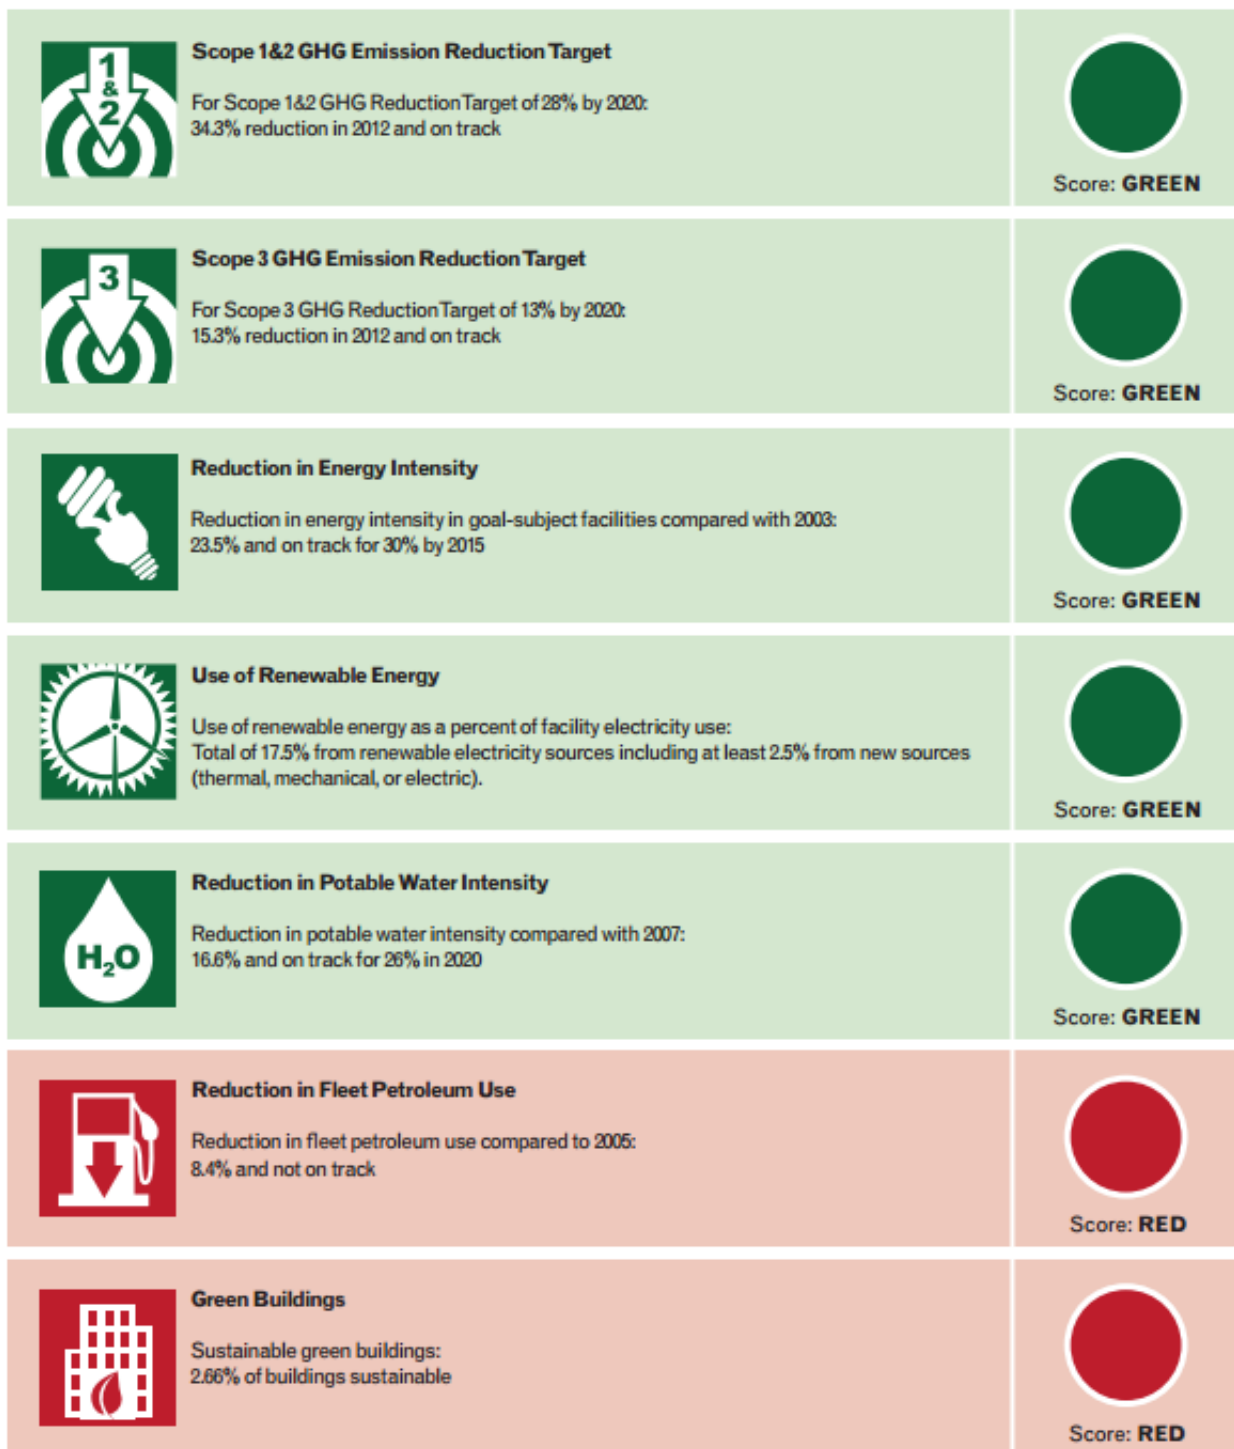 1
&
2
Scope 1&2 GHG Emission Reduction Target
For Scope 1&2 GHG Reduction Target of 28% by 2020:
34.3% reduction in 2012 and on track
Score: GREEN
3
Scope 3 GHG Emission Reduction Target
For Scope 3 GHG Reduction Target of 13% by 2020:
15.3% reduction in 2012 and on track
Score: GREEN
Reduction in Energy Intensity
Reduction in energy intensity in goal-subject facilities compared with 2003:
23.5% and on track for 30% by 2015
Score: GREEN
Use of Renewable Energy
Use of renewable energy as a percent of facility electricity use:
Total of 17.5% from renewable electricity sources including at least 2.5% from new sources
(thermal, mechanical, or electric).
Score: GREEN
H₂O
Reduction in Potable Water Intensity
Reduction in potable water intensity compared with 2007:
16.6% and on track for 26% in 2020
Score: GREEN
Reduction in Fleet Petroleum Use
Reduction in fleet petroleum use compared to 2005:
8.4% and not on track
Score: RED
Green Buildings
Sustainable green buildings:
2.66% of buildings sustainable
Score: RED